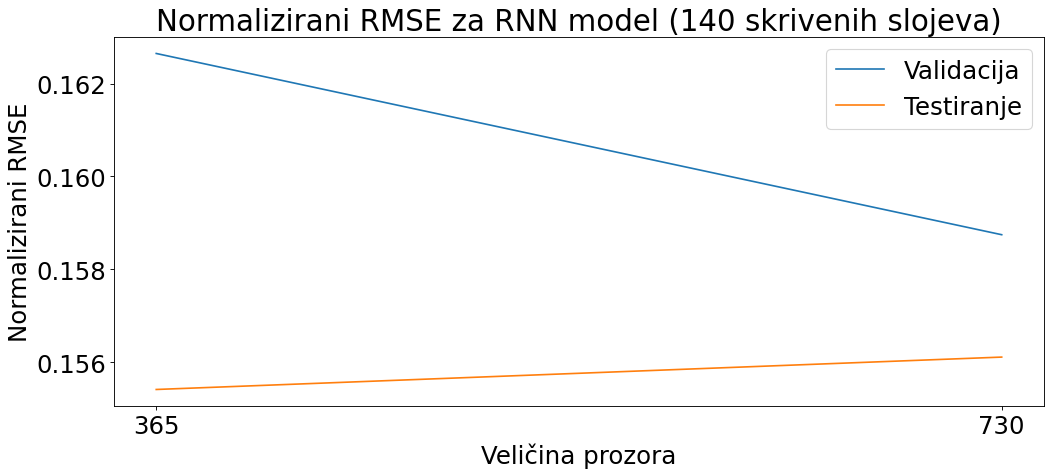 Normalizirani RMSE za RNN model (140 skrivenih slojeva)
Validacija
Testiranje
Normalizirani RMSE
0.162
0.160
0.158
0.156
365
730
Veličina prozora